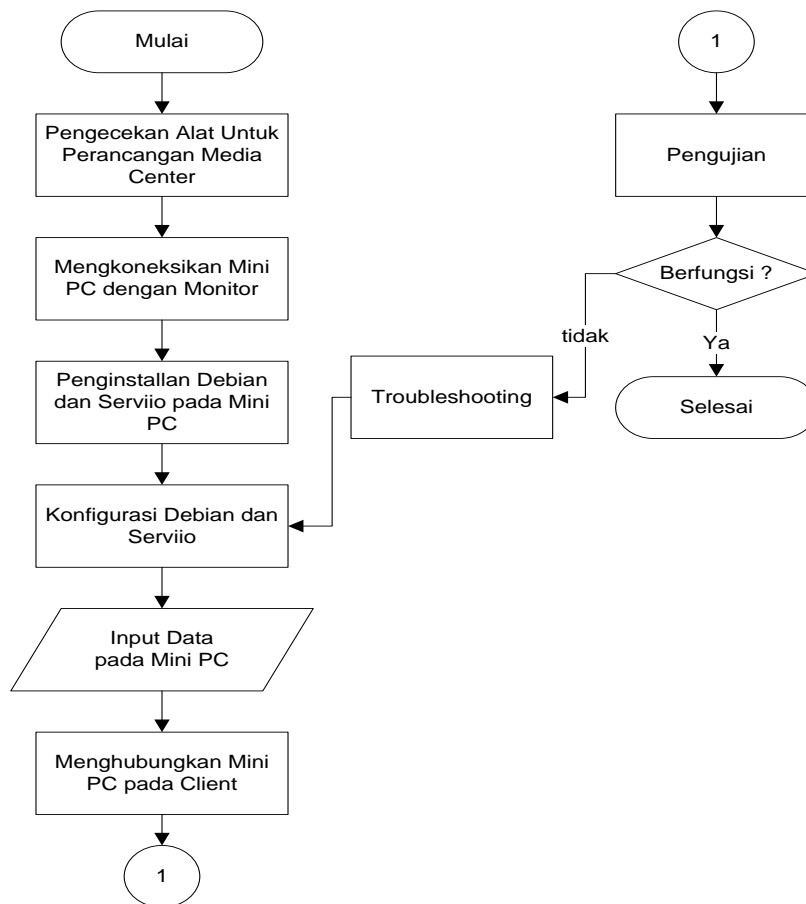 Mulai
Pengecekan Alat Untuk
Perancangan Media
Center
Mengkoneksikan Mini
PC dengan Monitor
Penginstallan Debian
dan Serviio pada Mini
PC
Konfigurasi Debian dan
Serviio
Input Data
pada Mini PC
Menghubungkan Mini
PC pada Client
1
1
Pengujian
Berfungsi ?
tidak
Ya
Troubleshooting
Selesai